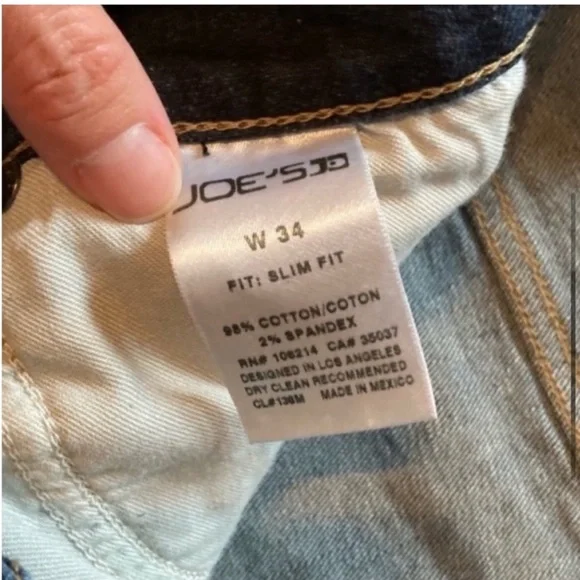 JOE'S
W 34
FIT: SLIM FIT
98% COTTON/COTON
2% SPANDEX
RN# 106214 CA# 35037
DESIGNED IN LOS ANGELES
DRY CLEAN RECOMMENDED
CL#136M MADE IN MEXICO